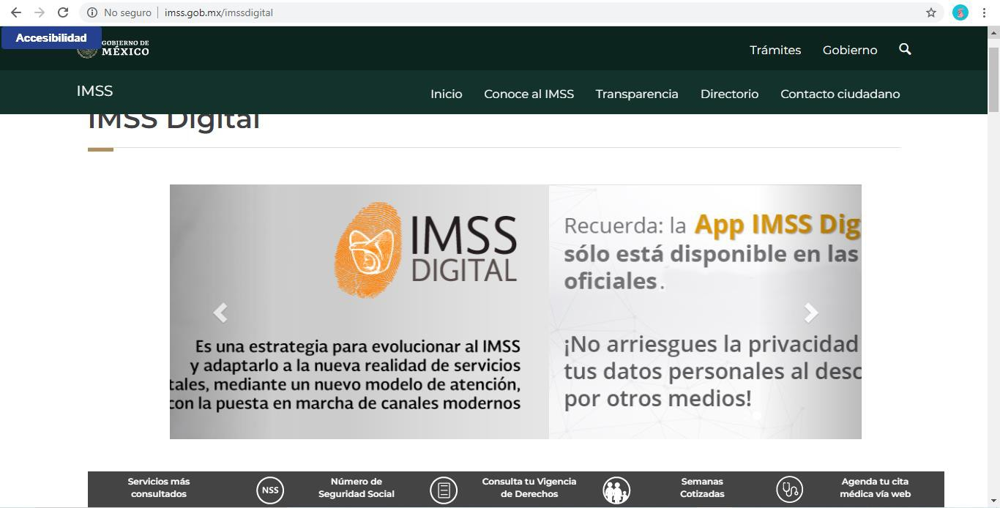 No seguro
imss.gob.mx/imssdigital
Accesibilidad
GOBIERNO DE
MÉXICO
Trámites
Gobierno
IMSS
Inicio
Conoce al IMSS
Transparencia
Directorio
Contacto ciudadano
IMSS Digital
IMSS
DIGITAL
Es una estrategia para evolucionar al IMSS
y adaptarlo a la nueva realidad de servicios
tales, mediante un nuevo modelo de atención,
con la puesta en marcha de canales modernos
Recuerda: la App IMSS Dig
sólo está disponible en las
oficiales.
¡No arriesgues la privacidad
tus datos personales al desc
por otros medios!
Servicios más
consultados
NSS
Número de
Seguridad Social
Consulta tu Vigencia
de Derechos
Semanas
Cotizadas
Agenda tu cita
médica vía web